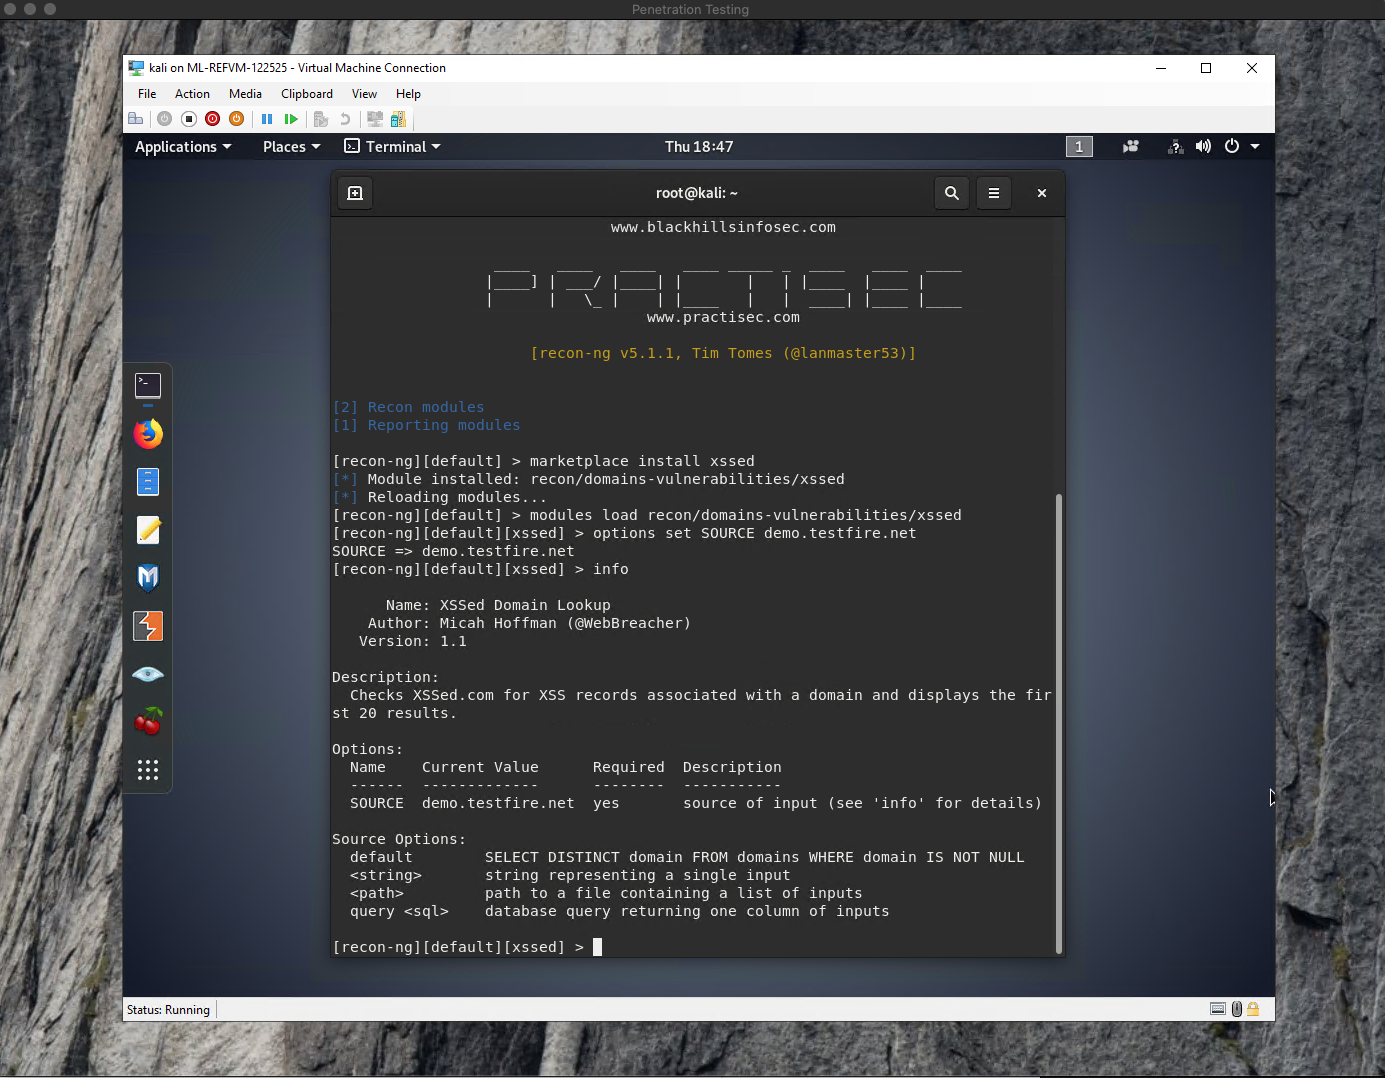 Penetration Testing
kali on ML-REFVM-122525 - Virtual Machine Connection
File Action Media View Clipboard Help
Applications Places Terminal Thu 18:47 1
root@kali: ~
www.blackhillsinfosec.com
PRACTISEC
www.practisec.com
[recon-ng v5.1.1, Tim Tomes (@lanmaster53)]
[2] Recon modules
[1] Reporting modules
[recon-ng][default] > marketplace install xssed
[*] Module installed: recon/domains-vulnerabilities/xssed
[*] Reloading modules...
[recon-ng][default] > modules load recon/domains-vulnerabilities/xssed
[recon-ng][default][xssed] > options set SOURCE demo.testfire.net
SOURCE => demo.testfire.net
[recon-ng][default][xssed] > info
Name: XSSed Domain Lookup
Author: Micah Hoffman (@WebBreacher)
Version: 1.1
Description:
Checks XSSed.com for XSS records associated with a domain and displays the fir
st 20 results.
Options:
Name Current Value Required Description
------ ------------- -------- -----------
SOURCE demo.testfire.net yes source of input (see 'info' for details)
Source Options:
default SELECT DISTINCT domain FROM domains WHERE domain IS NOT NULL
<string> string representing a single input
<path> path to a file containing a list of inputs
query <sql> database query returning one column of inputs
[recon-ng][default][xssed] >
Status: Running